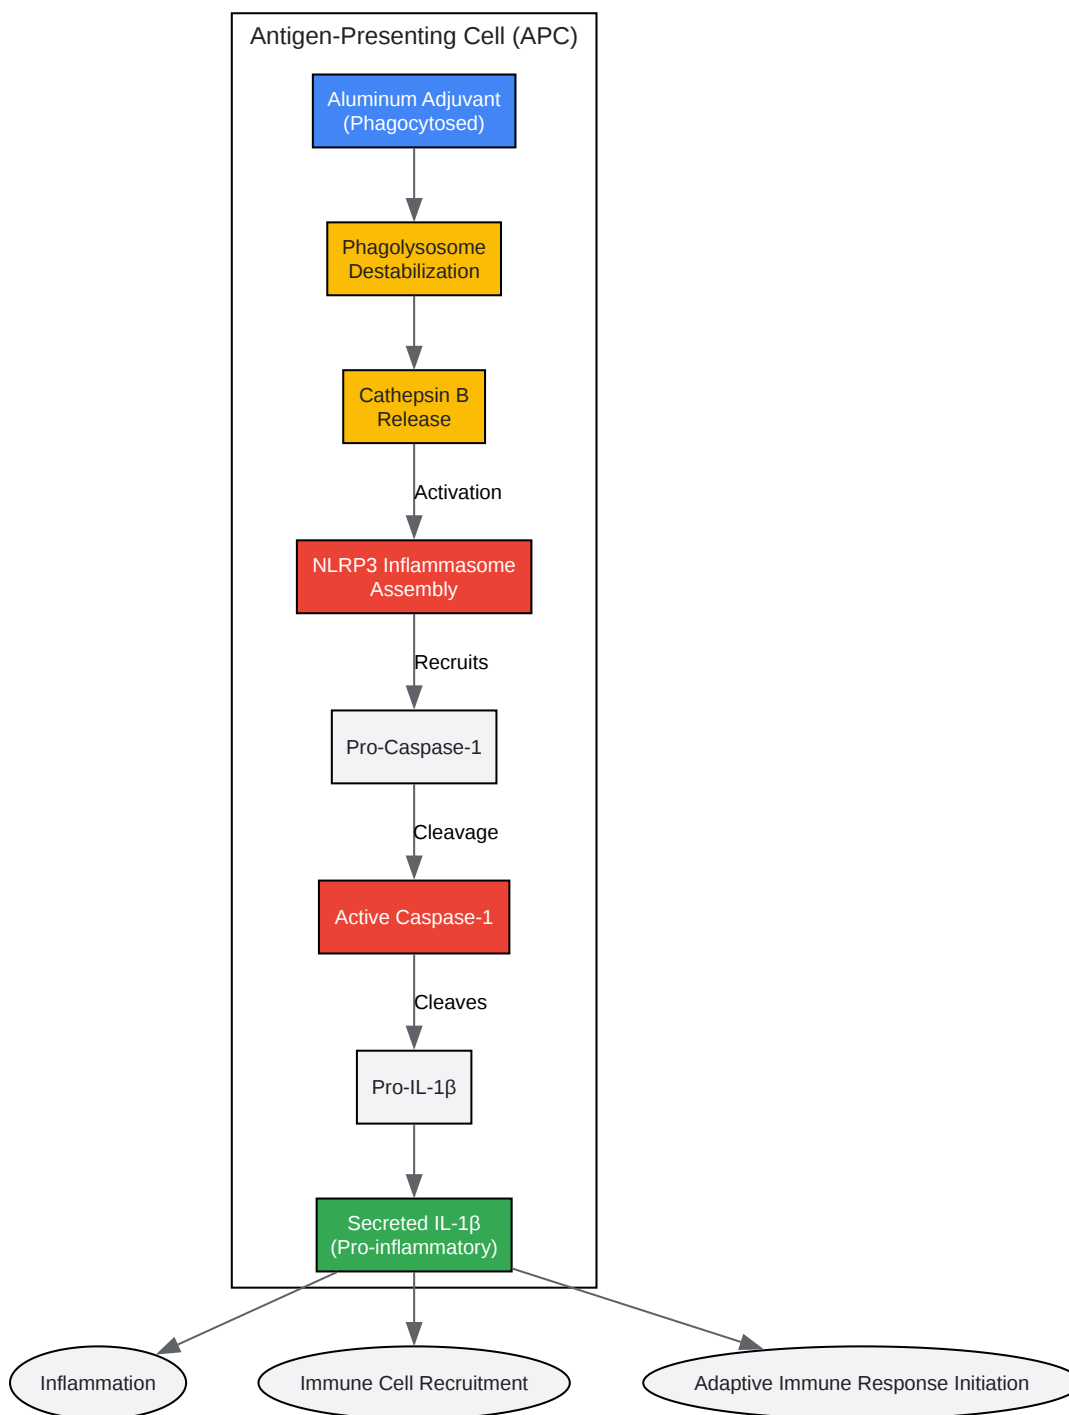 Antigen-Presenting Cell (APC)
Aluminum Adjuvant
(Phagocytosed)
Phagolysosome
Destabilization
Cathepsin B
Release
Activation
NLRP3 Inflammasome
Assembly
Recruits
Pro-Caspase-1
Cleavage
Active Caspase-1
Cleaves
Pro-IL-1β
Secreted IL-1β
(Pro-inflammatory)
Inflammation
Immune Cell Recruitment
Adaptive Immune Response Initiation